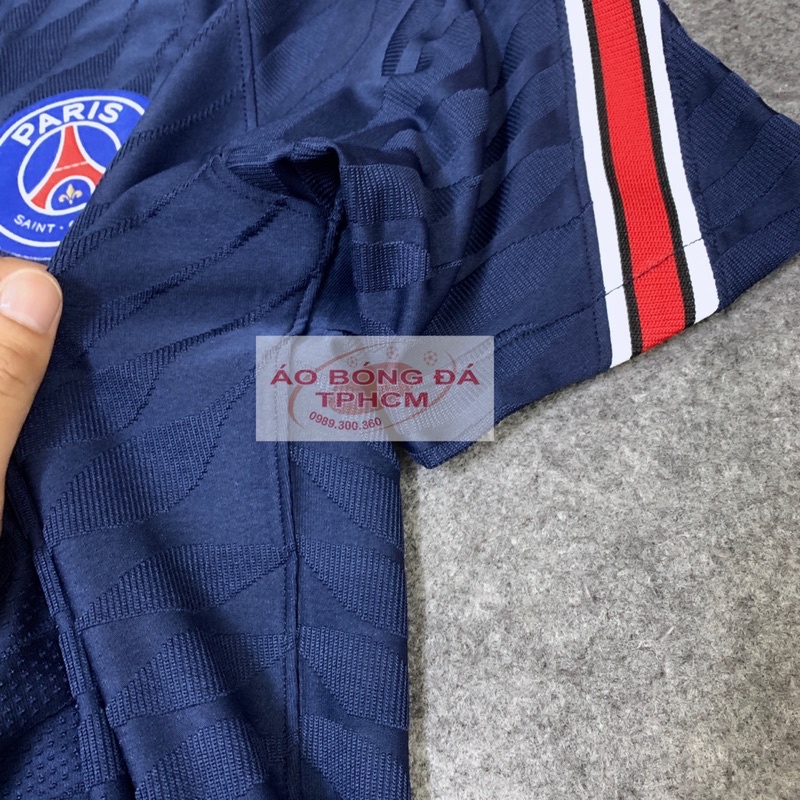 PARIS
SAINT -
ÁO BÓNG ĐÁ
TPHCM
0989.300.360